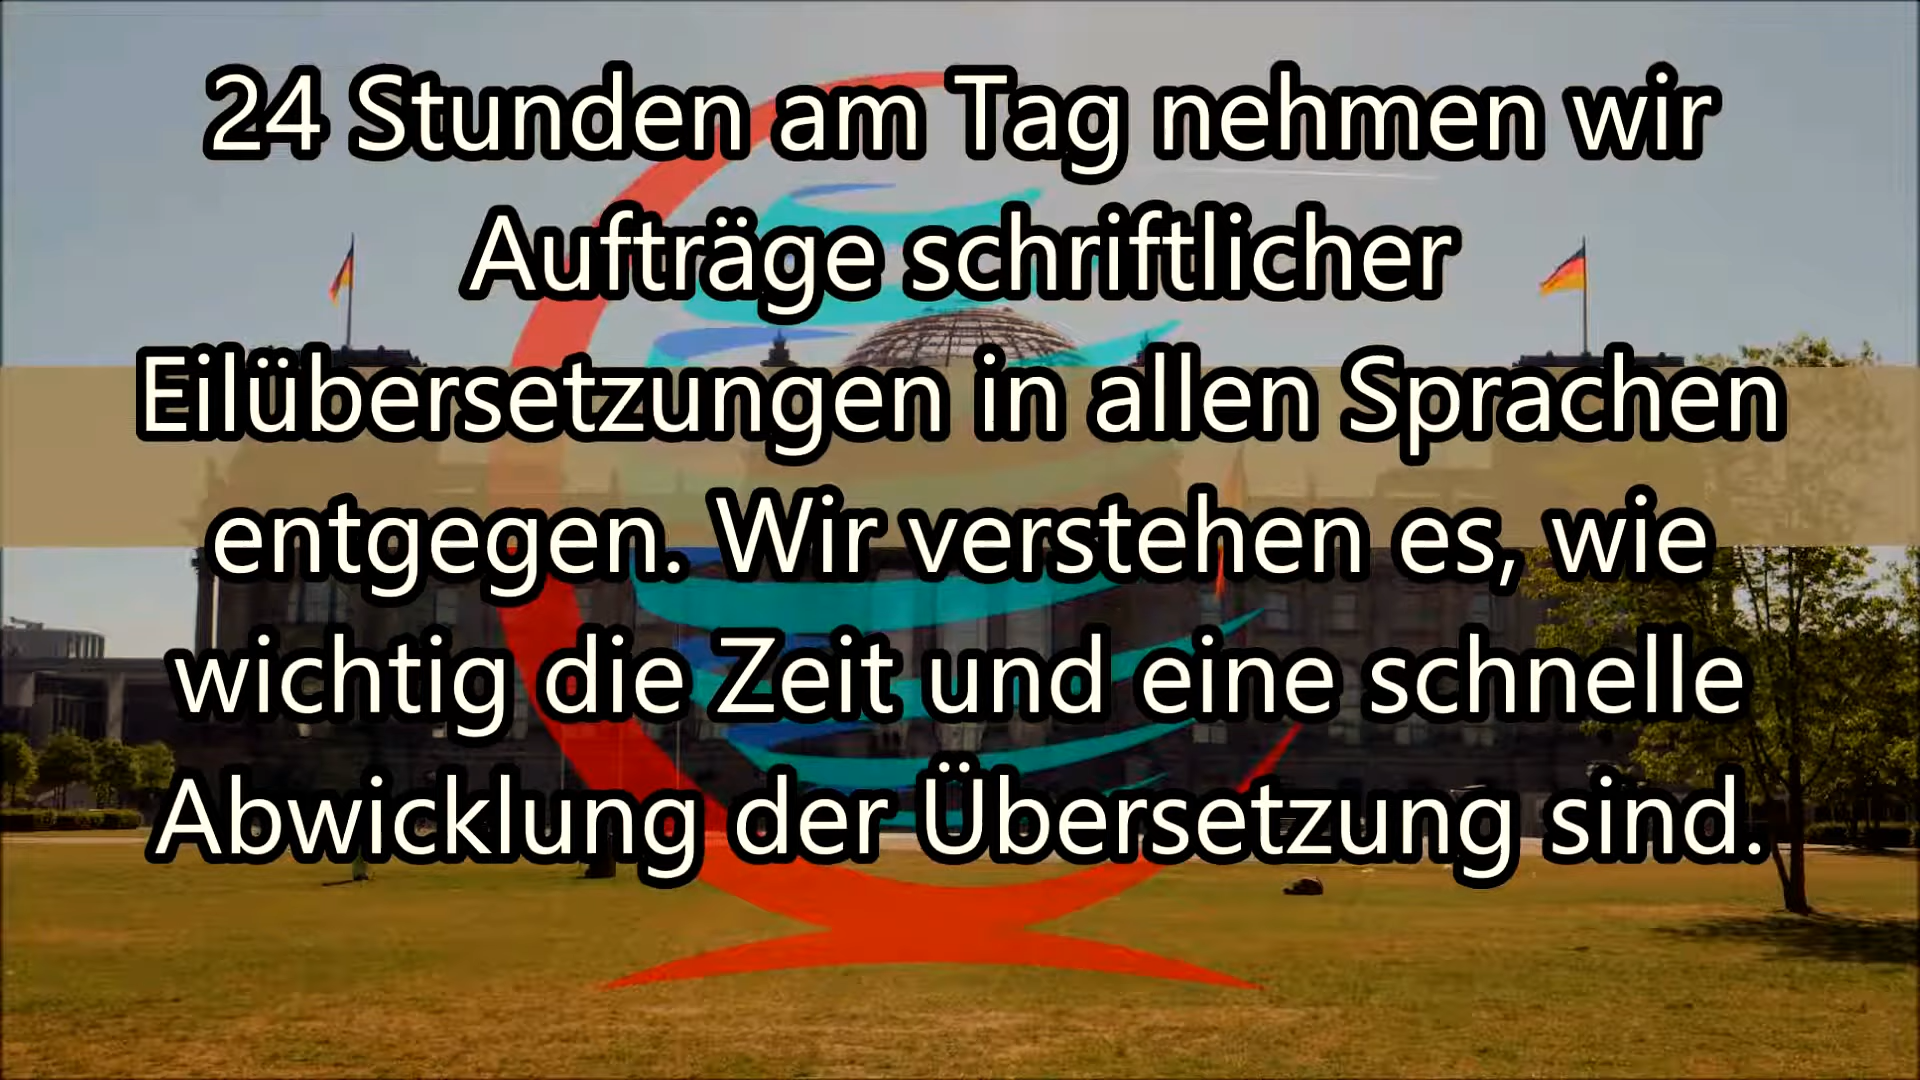 24 Stunden am Tag nehmen wir
Aufträge schriftlicher
Eilübersetzungen in allen Sprachen
entgegen. Wir verstehen es, wie
wichtig die Zeit und eine schnelle
Abwicklung der Übersetzung sind.